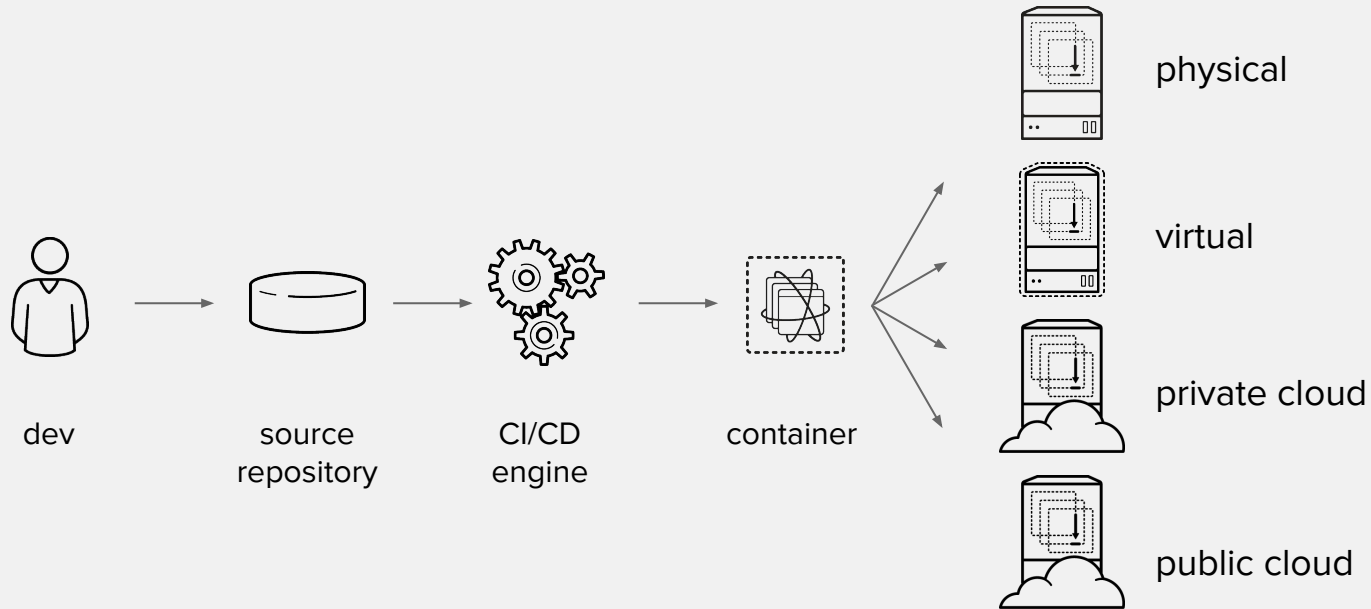 physical
virtual
private cloud
public cloud
dev
source
repository
CI/CD
engine
container